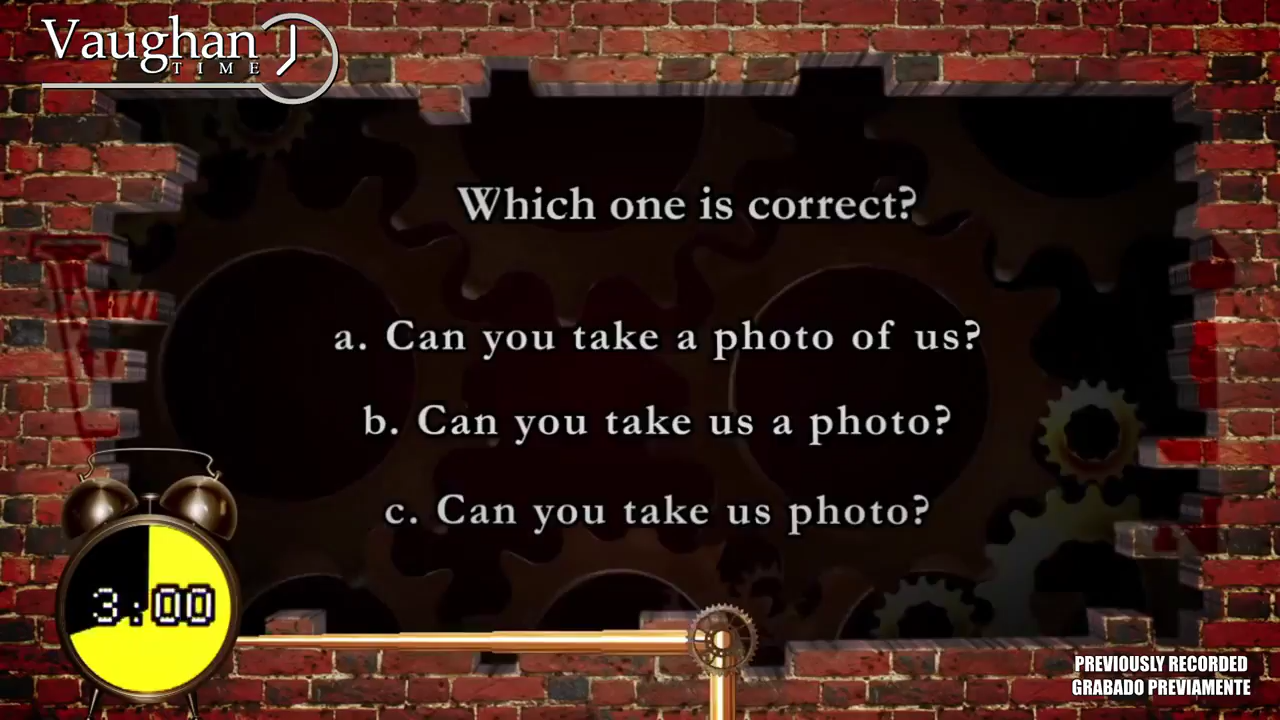 Vaughan
TIME
Which one is correct?
a. Can you take a photo of us?
b. Can you take us a photo?
c. Can you take us photo?
3:00
PREVIOUSLY RECORDED
GRABADO PREVIAMENTE